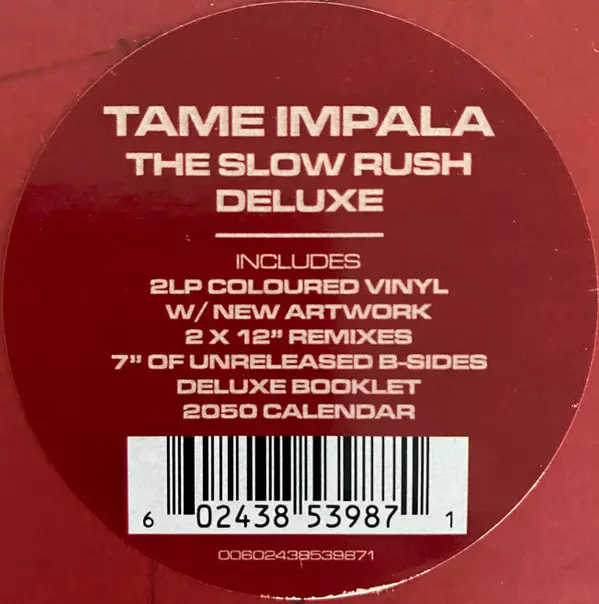 TAME IMPALA
THE SLOW RUSH
DELUXE
INCLUDES
2LP COLOURED VINYL
W/ NEW ARTWORK
2 X 12” REMIXES
7” OF UNRELEASED B-SIDES
DELUXE BOOKLET
2050 CALENDAR
6 02438 53987 1
00602438539871